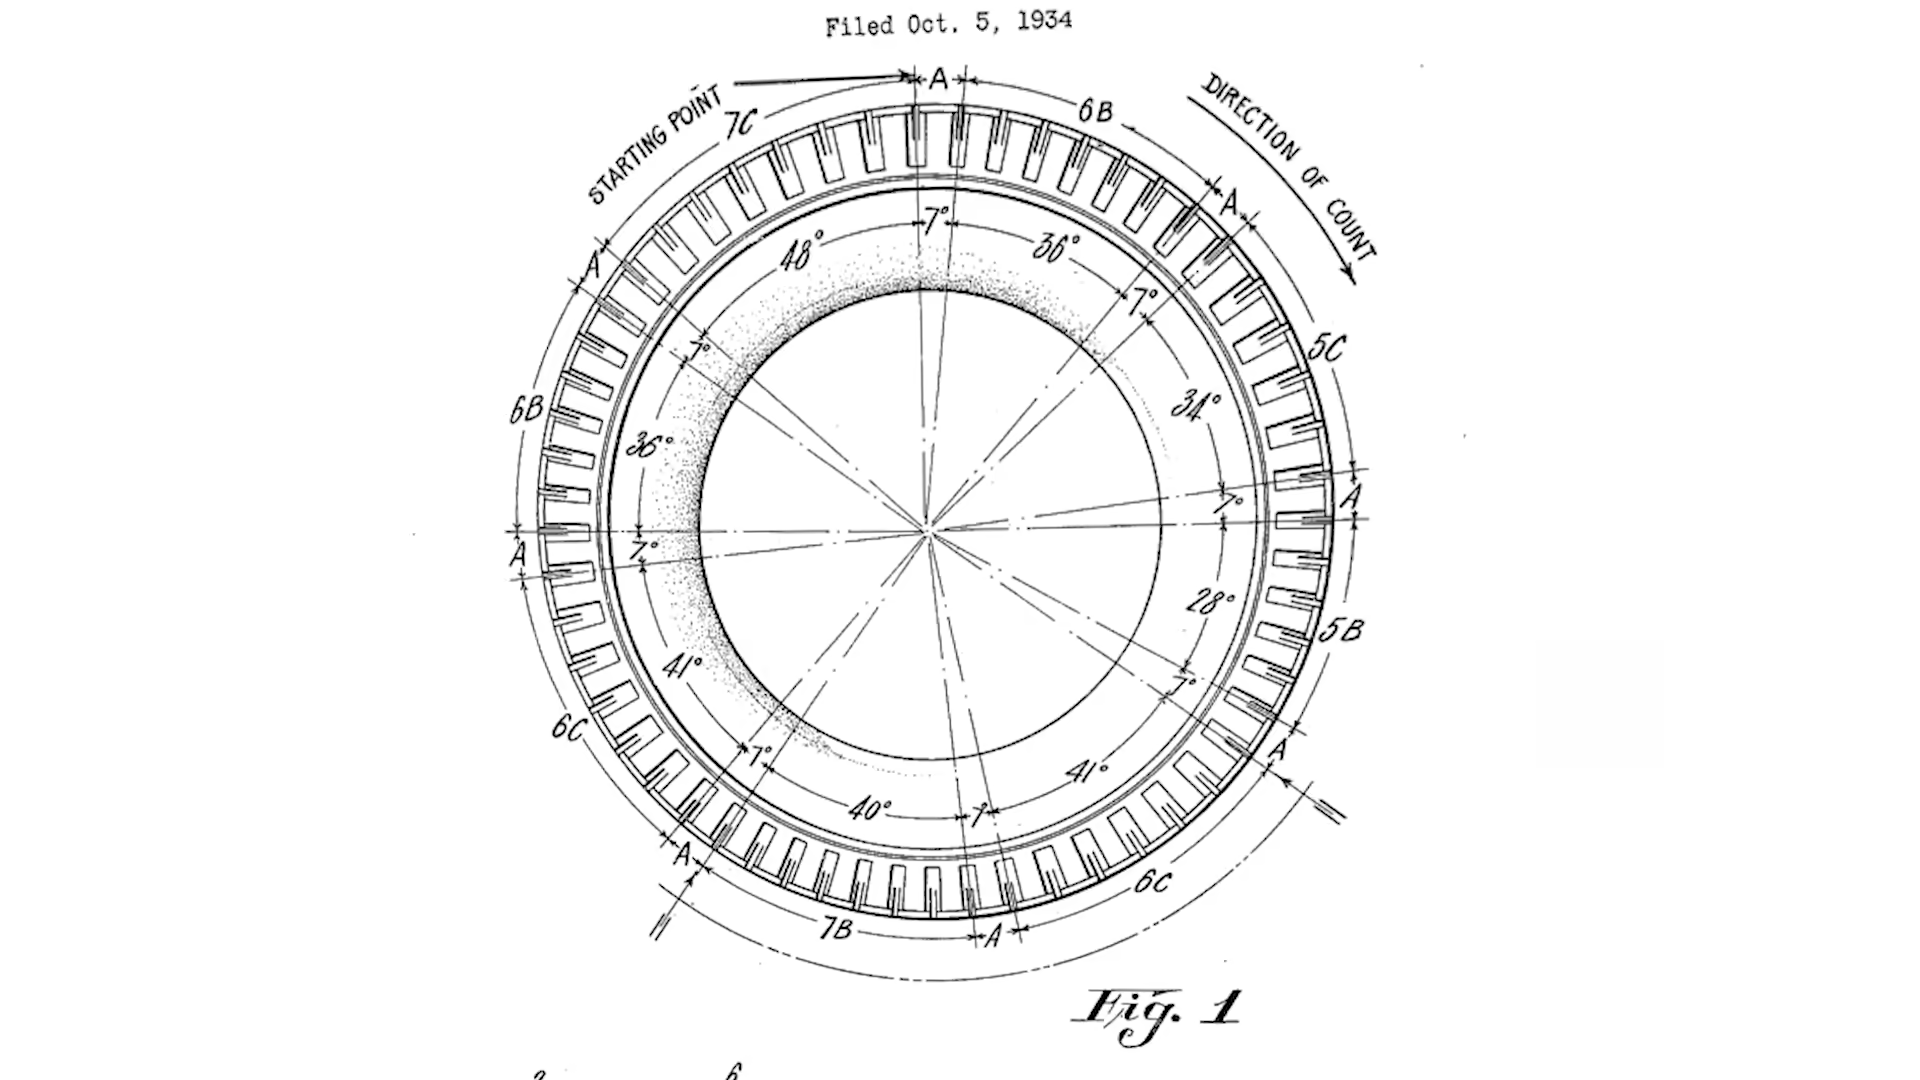 Filed Oct. 5, 1934
STARTING POINT
DIRECTION OF COUNT
A
6B
A
5C
A
5B
A
6C
A
7B
A
6C
A
6B
A
7C
7°
36°
7°
34°
7°
28°
7°
41°
7°
40°
7°
41°
7°
36°
7°
48°
Fig. 1